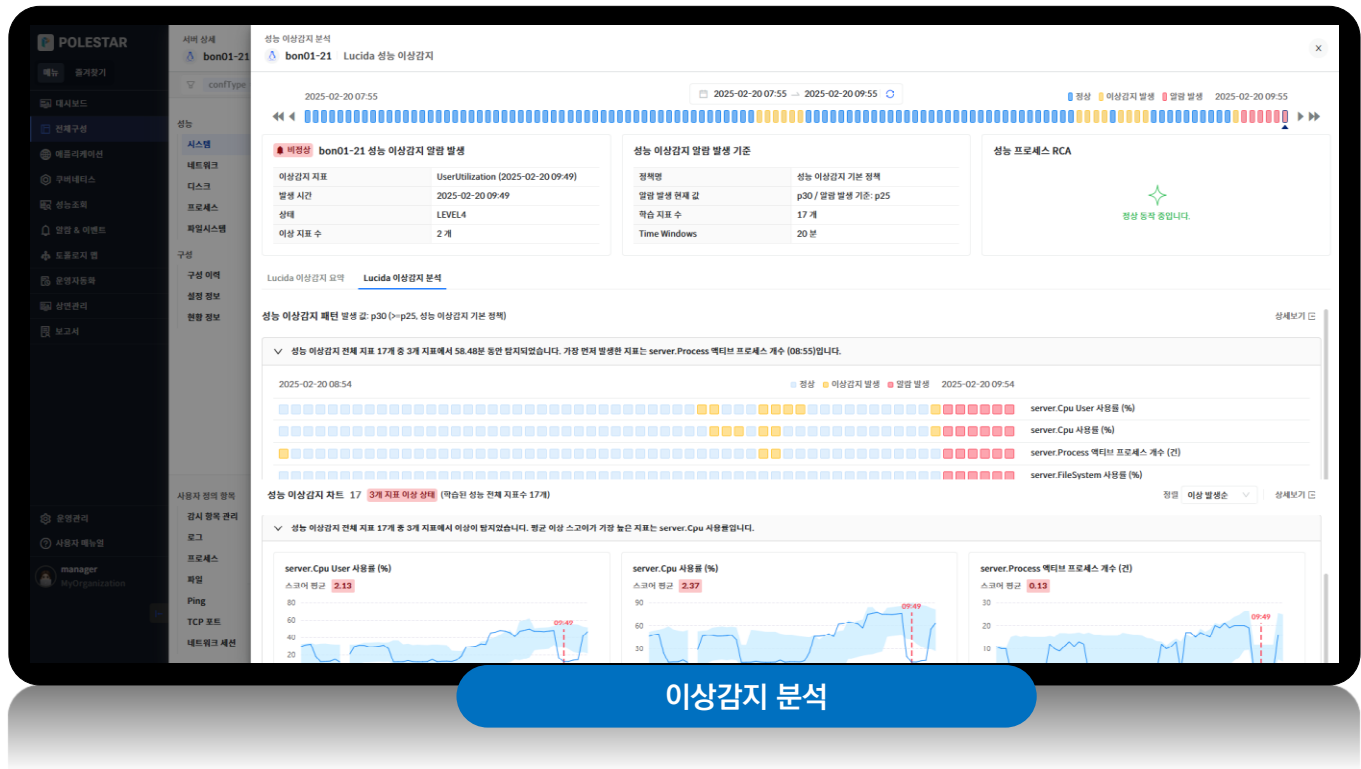 POLESTAR
메뉴 즐겨찾기
대시보드
전체구성
애플리케이션
쿠버네티스
성능조회
알람 & 이벤트
토폴로지 맵
운영자동화
상면관리
보고서
운영관리
사용자 매뉴얼
manager
MyOrganization
서버 상세
bon01-21
confType
성능
시스템
네트워크
디스크
프로세스
파일시스템
구성
구성 이력
설정 정보
현황 정보
사용자 정의 항목
감시 항목 관리
로그
프로세스
파일
Ping
TCP 포트
네트워크 세션
성능 이상감지 분석
bon01-21 Lucida 성능 이상감지
2025-02-20 07:55
2025-02-20 07:55 → 2025-02-20 09:55
정상 이상감지 발생 알람 발생 2025-02-20 09:55
비정상 bon01-21 성능 이상감지 알람 발생
이상감지 지표 UserUtilization (2025-02-20 09:49)
발생 시간 2025-02-20 09:49
상태 LEVEL4
이상 지표 수 2 개
성능 이상감지 알람 발생 기준
정책명 성능 이상감지 기본 정책
알람 발생 현재 값 p30 / 알람 발생 기준: p25
학습 지표 수 17 개
Time Windows 20 분
성능 프로세스 RCA
정상 동작 중입니다.
Lucida 이상감지 요약 Lucida 이상감지 분석
성능 이상감지 패턴 발생 값: p30 (>=p25, 성능 이상감지 기본 정책) 상세보기
성능 이상감지 전체 지표 17개 중 3개 지표에서 58.48분 동안 탐지되었습니다. 가장 먼저 발생한 지표는 server.Process 액티브 프로세스 개수 (08:55)입니다.
2025-02-20 08:54 정상 이상감지 발생 알람 발생 2025-02-20 09:54
server.Cpu User 사용률 (%)
server.Cpu 사용률 (%)
server.Process 액티브 프로세스 개수 (건)
server.FileSystem 사용률 (%)
성능 이상감지 차트 17 3개 지표 이상 상태 (학습된 성능 전체 지표수 17개) 정렬 이상 발생순 상세보기
성능 이상감지 전체 지표 17개 중 3개 지표에서 이상이 탐지었습니다. 평균 이상 스고이가 가장 높은 지표는 server.Cpu 사용률입니다.
server.Cpu User 사용률 (%)
스코어 평균 2.13
80
60
40
20
09:49
server.Cpu 사용률 (%)
스코어 평균 2.37
90
60
30
09:49
server.Process 액티브 프로세스 개수 (건)
스코어 평균 0.13
30
20
10
09:49
이상감지 분석